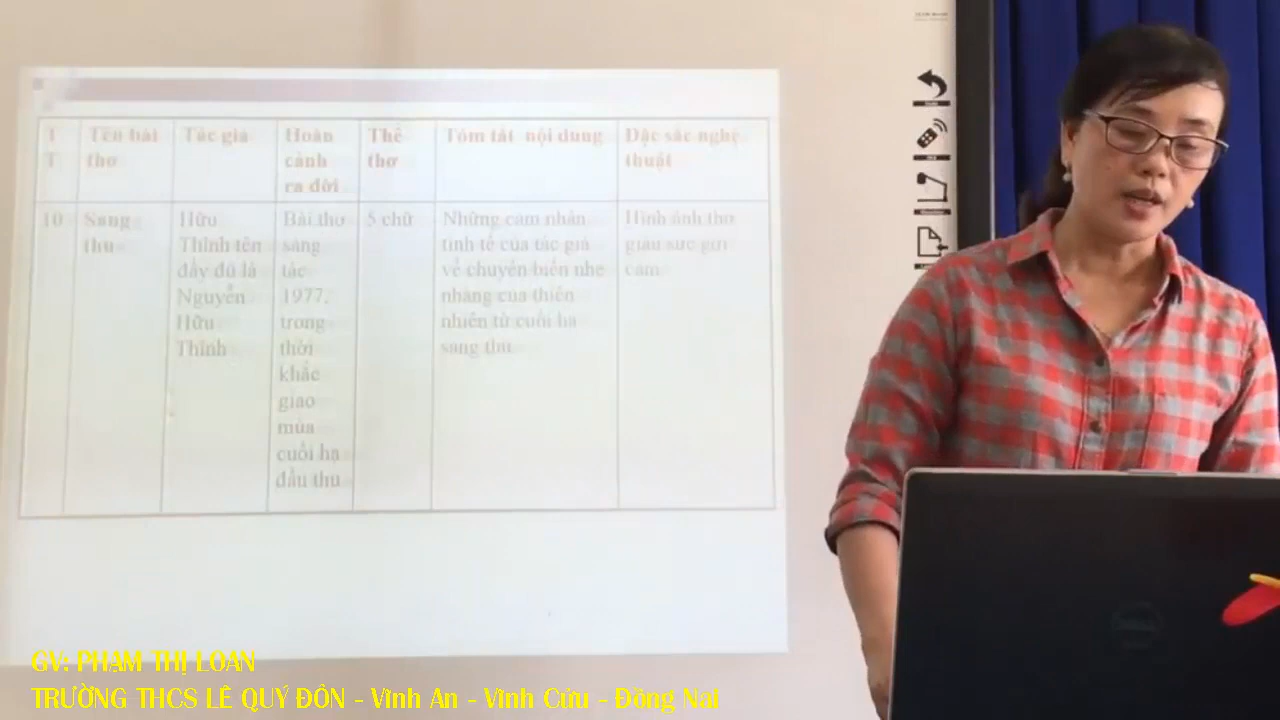 TT
Tên bài thơ
Tác giả
Hoàn cảnh ra đời
Thể thơ
Tóm tắt nội dung
Đặc sắc nghệ thuật
10
Sang thu
Hữu
Thỉnh tên
đầy đủ là
Nguyễn
Hữu
Thỉnh
Bài thơ
sáng
tác
1977,
trong
thời
khắc
giao
mùa
cuối hạ
đầu thu
5 chữ
Những cảm nhận
tinh tế của tác giả
về chuyển biến nhẹ
nhàng của thiên
nhiên từ cuối hạ
sang thu
Hình ảnh thơ
giàu sức gợi
cảm
GV: PHẠM THỊ LOAN
TRƯỜNG THCS LÊ QUÝ ĐÔN - Vĩnh An - Vĩnh Cửu - Đồng Nai